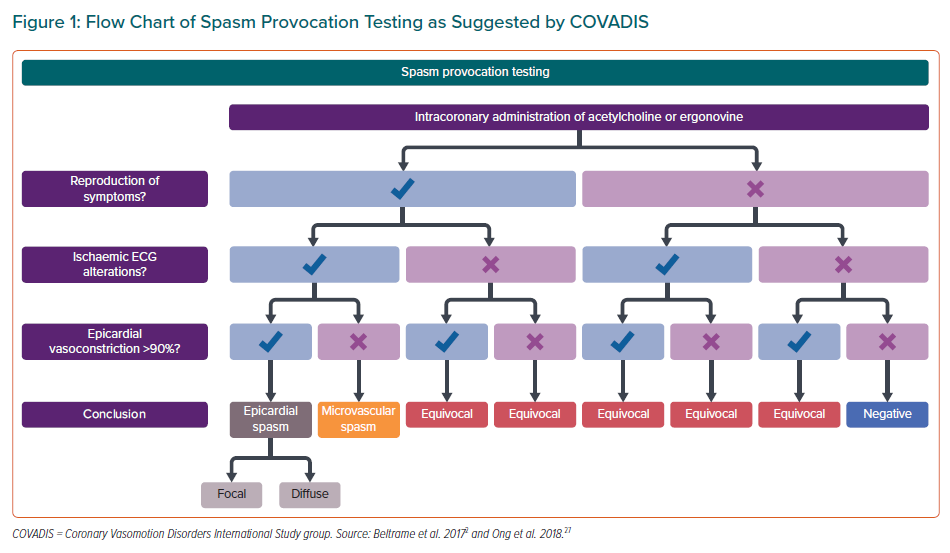 Figure 1: Flow Chart of Spasm Provocation Testing as Suggested by COVADIS
Spasm provocation testing
Intracoronary administration of acetylcholine or ergonovine
Reproduction of
symptoms?
Ischaemic ECG
alterations?
Epicardial
vasoconstriction >90%?
Conclusion
Epicardial
spasm
Microvascular
spasm
Equivocal
Equivocal
Equivocal
Equivocal
Equivocal
Negative
Focal
Diffuse
COVADIS = Coronary Vasomotion Disorders International Study group. Source: Beltrame et al. 2017² and Ong et al. 2018.²⁷